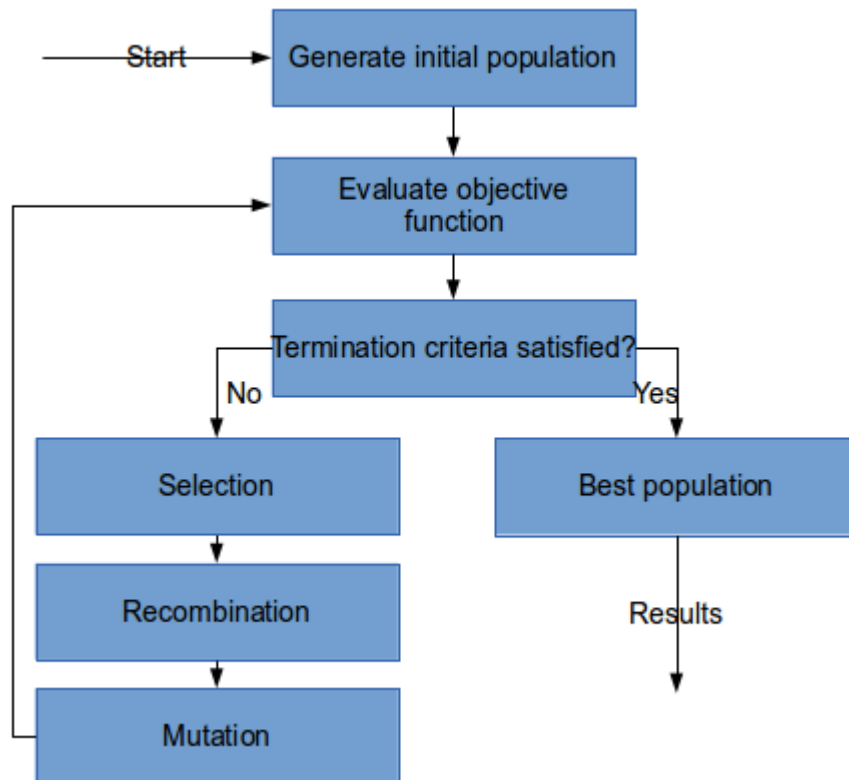 Start
Generate initial population
Evaluate objective
function
Termination criteria satisfied?
No
Yes
Selection
Best population
Recombination
Results
Mutation